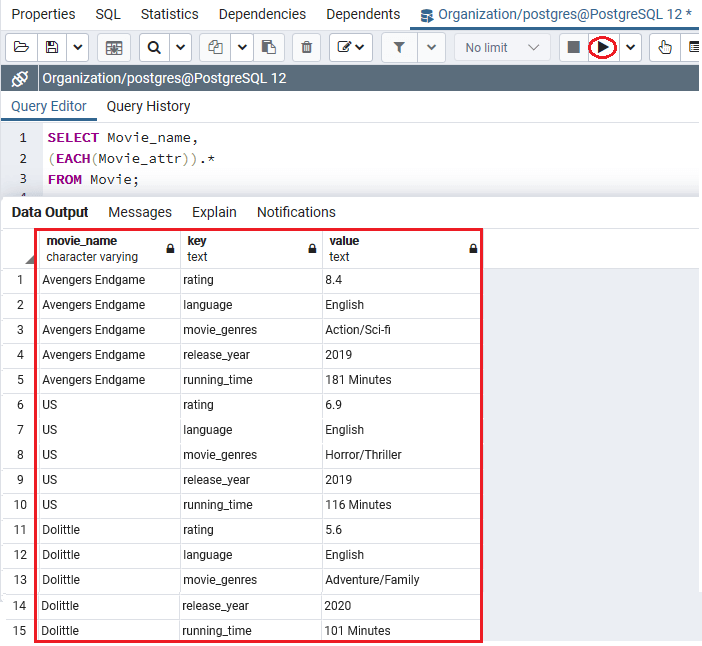 Properties SQL Statistics Dependencies Dependents Organization/postgres@PostgreSQL 12 *
No limit
Organization/postgres@PostgreSQL 12
Query Editor Query History
1 SELECT Movie_name,
2 (EACH(Movie_attr)).*
3 FROM Movie;
Data Output Messages Explain Notifications
movie_name key value
character varying text text
1 Avengers Endgame rating 8.4
2 Avengers Endgame language English
3 Avengers Endgame movie_genres Action/Sci-fi
4 Avengers Endgame release_year 2019
5 Avengers Endgame running_time 181 Minutes
6 US rating 6.9
7 US language English
8 US movie_genres Horror/Thriller
9 US release_year 2019
10 US running_time 116 Minutes
11 Dolittle rating 5.6
12 Dolittle language English
13 Dolittle movie_genres Adventure/Family
14 Dolittle release_year 2020
15 Dolittle running_time 101 Minutes